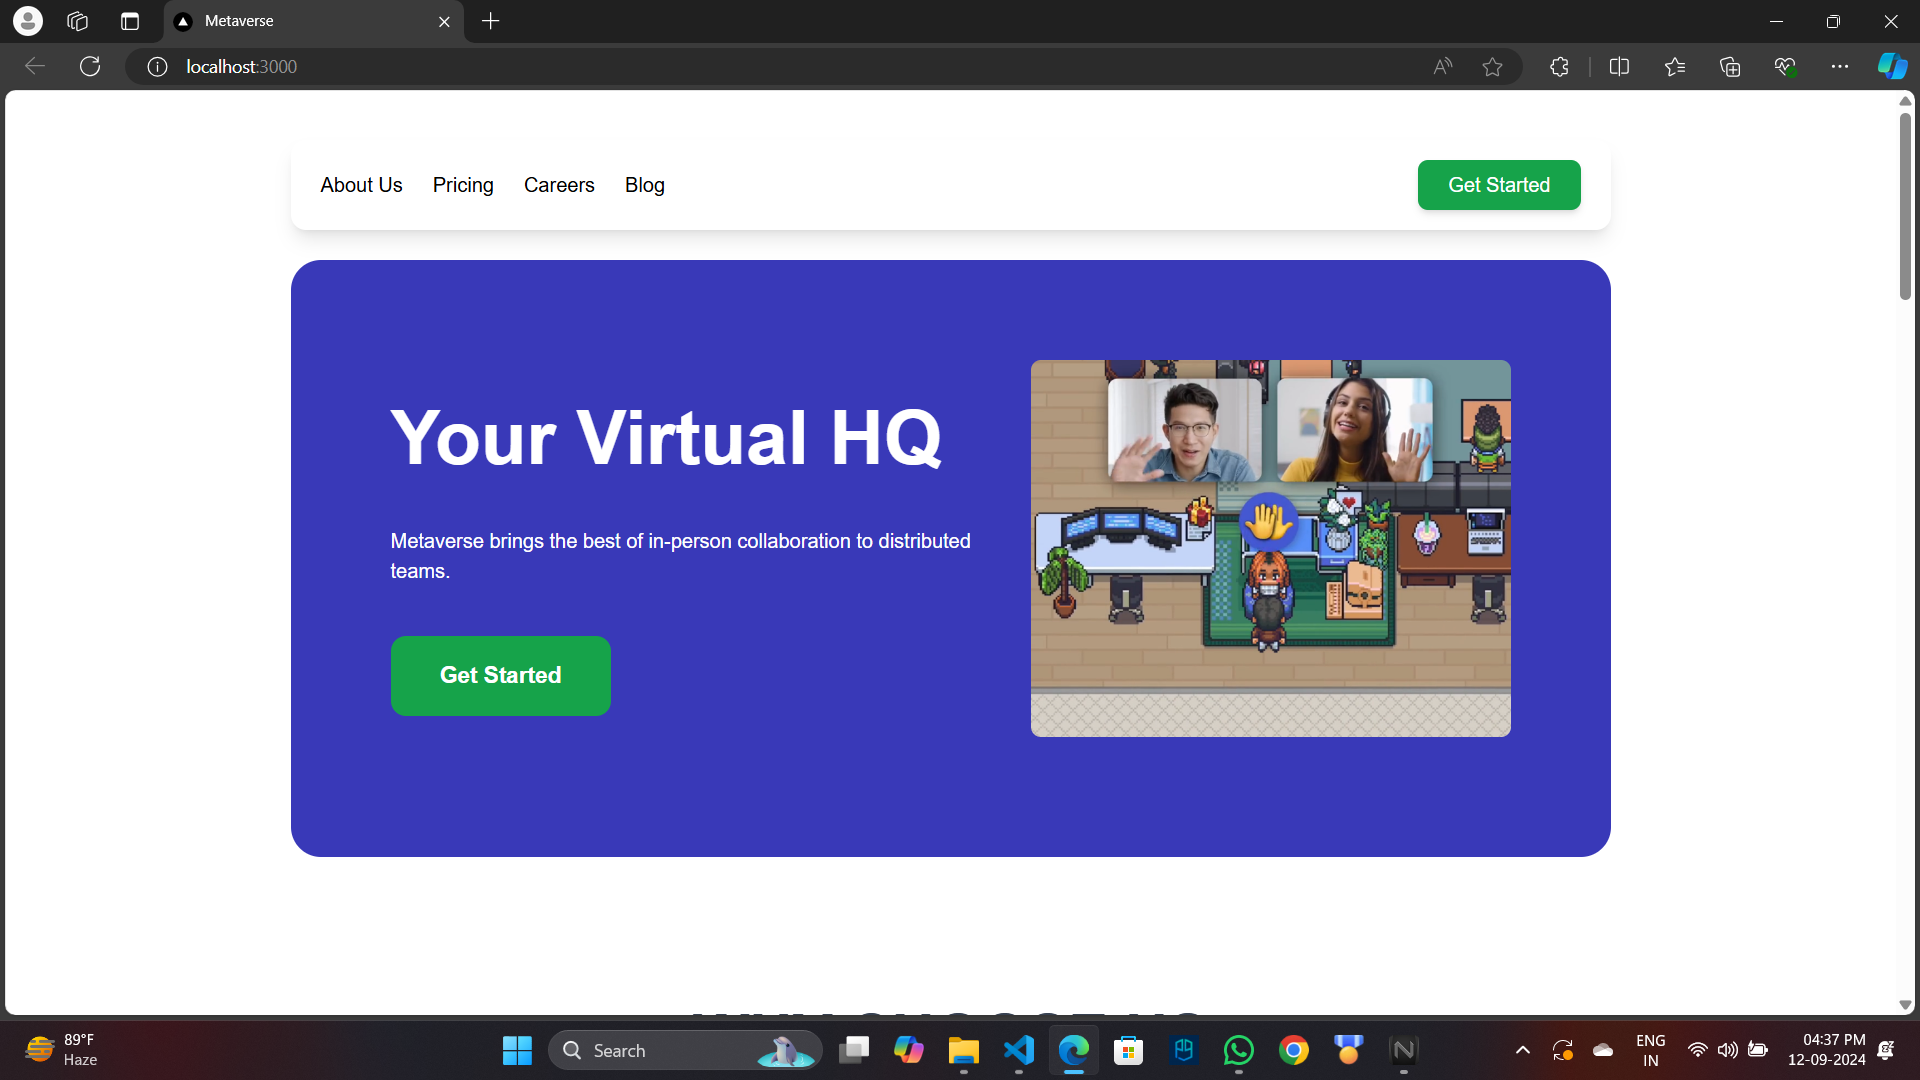 Metaverse
localhost:3000
About Us Pricing Careers Blog Get Started
Your Virtual HQ
Metaverse brings the best of in-person collaboration to distributed
teams.
Get Started
89°F
Haze
Search
ENG
IN
04:37 PM
12-09-2024